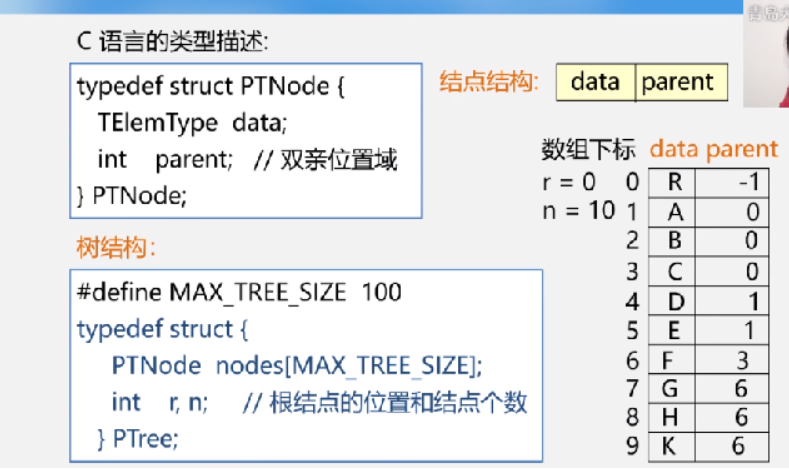 青岛大
C 语言的类型描述:
typedef struct PTNode {
TElemType data;
int parent; // 双亲位置域
} PTNode;
结点结构: data parent
树结构:
#define MAX_TREE_SIZE 100
typedef struct {
PTNode nodes[MAX_TREE_SIZE];
int r, n; // 根结点的位置和结点个数
} PTree;
数组下标 data parent
r = 0 0 R -1
n = 10 1 A 0
2 B 0
3 C 0
4 D 1
5 E 1
6 F 3
7 G 6
8 H 6
9 K 6